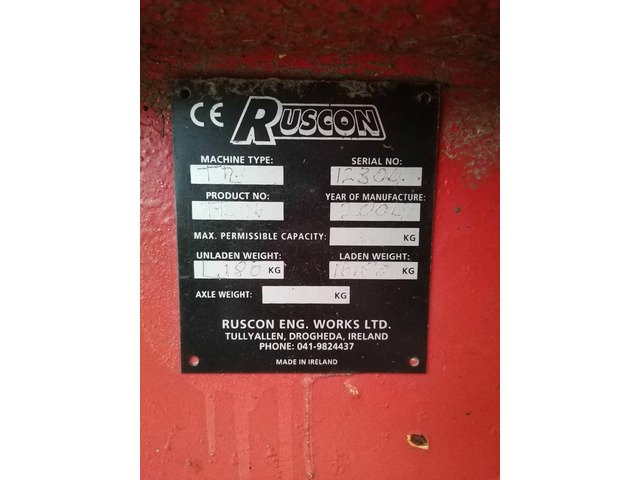 CE RUSCON
MACHINE TYPE: SERIAL NO:
PRODUCT NO: YEAR OF MANUFACTURE:
2004
MAX. PERMISSIBLE CAPACITY: KG
UNLADEN WEIGHT: LADEN WEIGHT:
KG KG
AXLE WEIGHT: KG
RUSCON ENG. WORKS LTD.
TULLYALLEN, DROGHEDA, IRELAND
PHONE: 041-9824437
MADE IN IRELAND